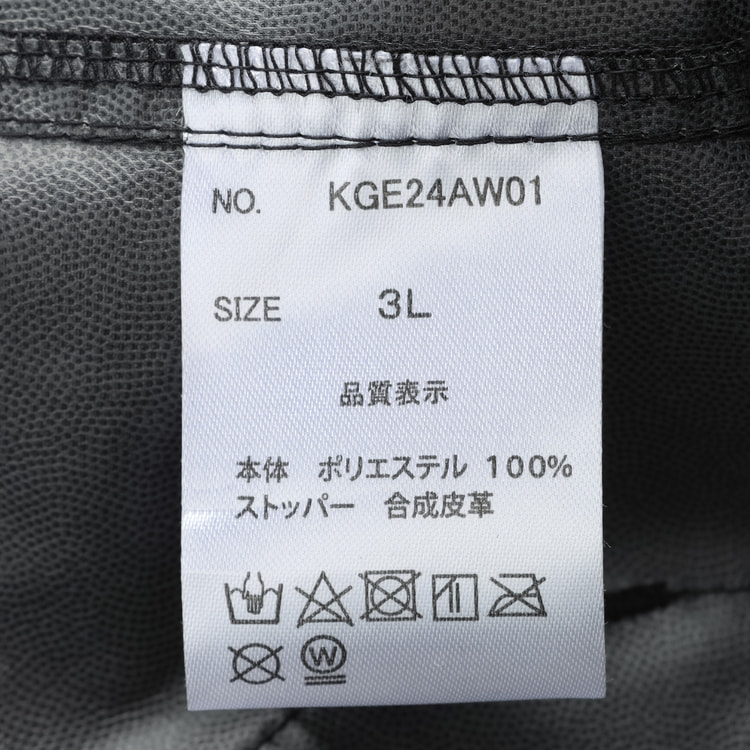 NO. KGE24AW01
SIZE 3L
品質表示
本体 ポリエステル 100%
ストッパー 合成皮革
W